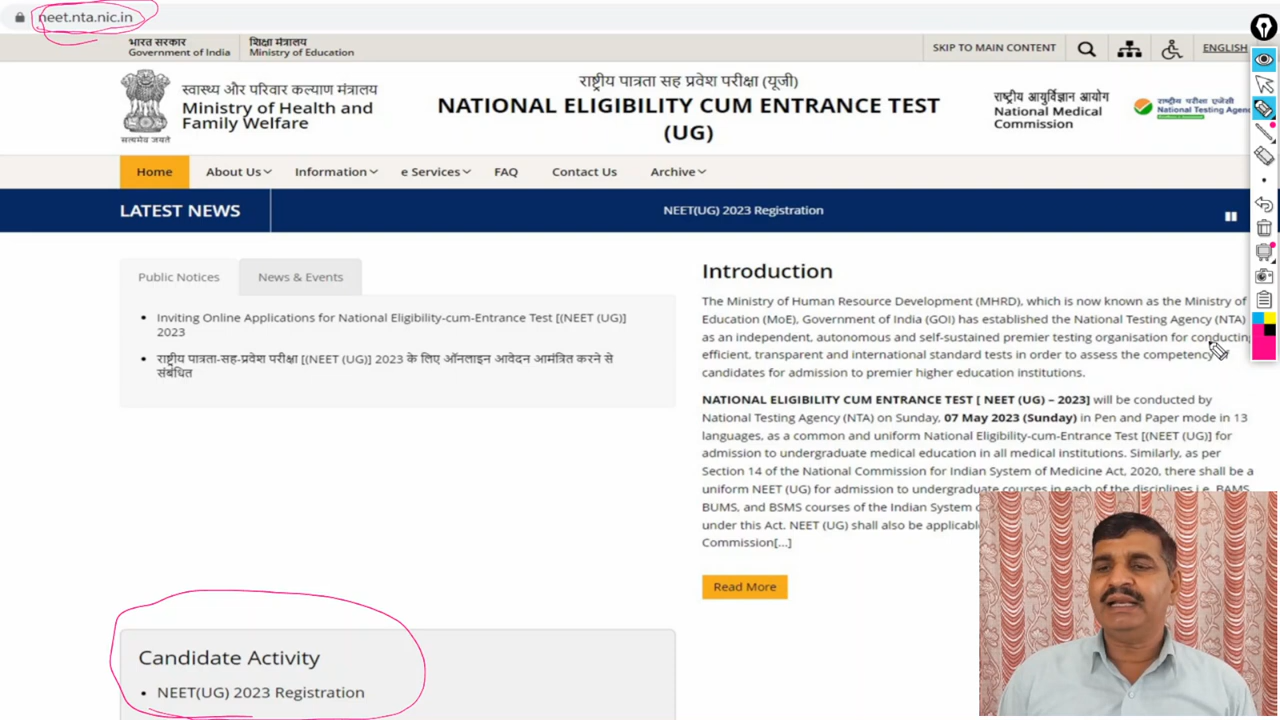 neet.nta.nic.in
भारत सरकार
Government of India
शिक्षा मंत्रालय
Ministry of Education
SKIP TO MAIN CONTENT
ENGLISH
सत्यमेव जयते
स्वास्थ्य और परिवार कल्याण मंत्रालय
Ministry of Health and
Family Welfare
राष्ट्रीय पात्रता सह प्रवेश परीक्षा (यूजी)
NATIONAL ELIGIBILITY CUM ENTRANCE TEST
(UG)
राष्ट्रीय आयुर्विज्ञान आयोग
National Medical
Commission
राष्ट्रीय परीक्षा एजेंसी
National Testing Agen
Home
About Us
Information
e Services
FAQ
Contact Us
Archive
LATEST NEWS
NEET(UG) 2023 Registration
Public Notices
News & Events
• Inviting Online Applications for National Eligibility-cum-Entrance Test [(NEET (UG)]
2023
• राष्ट्रीय पात्रता-सह-प्रवेश परीक्षा [(NEET (UG)] 2023 के लिए ऑनलाइन आवेदन आमंत्रित करने से
संबंधित
Introduction
The Ministry of Human Resource Development (MHRD), which is now known as the Ministry of
Education (MoE), Government of India (GOI) has established the National Testing Agency (NTA)
as an independent, autonomous and self-sustained premier testing organisation for conducting
efficient, transparent and international standard tests in order to assess the competency of
candidates for admission to premier higher education institutions.
NATIONAL ELIGIBILITY CUM ENTRANCE TEST [ NEET (UG) – 2023] will be conducted by
National Testing Agency (NTA) on Sunday, 07 May 2023 (Sunday) in Pen and Paper mode in 13
languages, as a common and uniform National Eligibility-cum-Entrance Test [(NEET (UG)] for
admission to undergraduate medical education in all medical institutions. Similarly, as per
Section 14 of the National Commission for Indian System of Medicine Act, 2020, there shall be a
uniform NEET (UG) for admission to undergraduate courses in each of the disciplines i.e. BAMS,
BUMS, and BSMS courses of the Indian System
under this Act. NEET (UG) shall also be applicable
Commission[...]
Read More
Candidate Activity
• NEET(UG) 2023 Registration